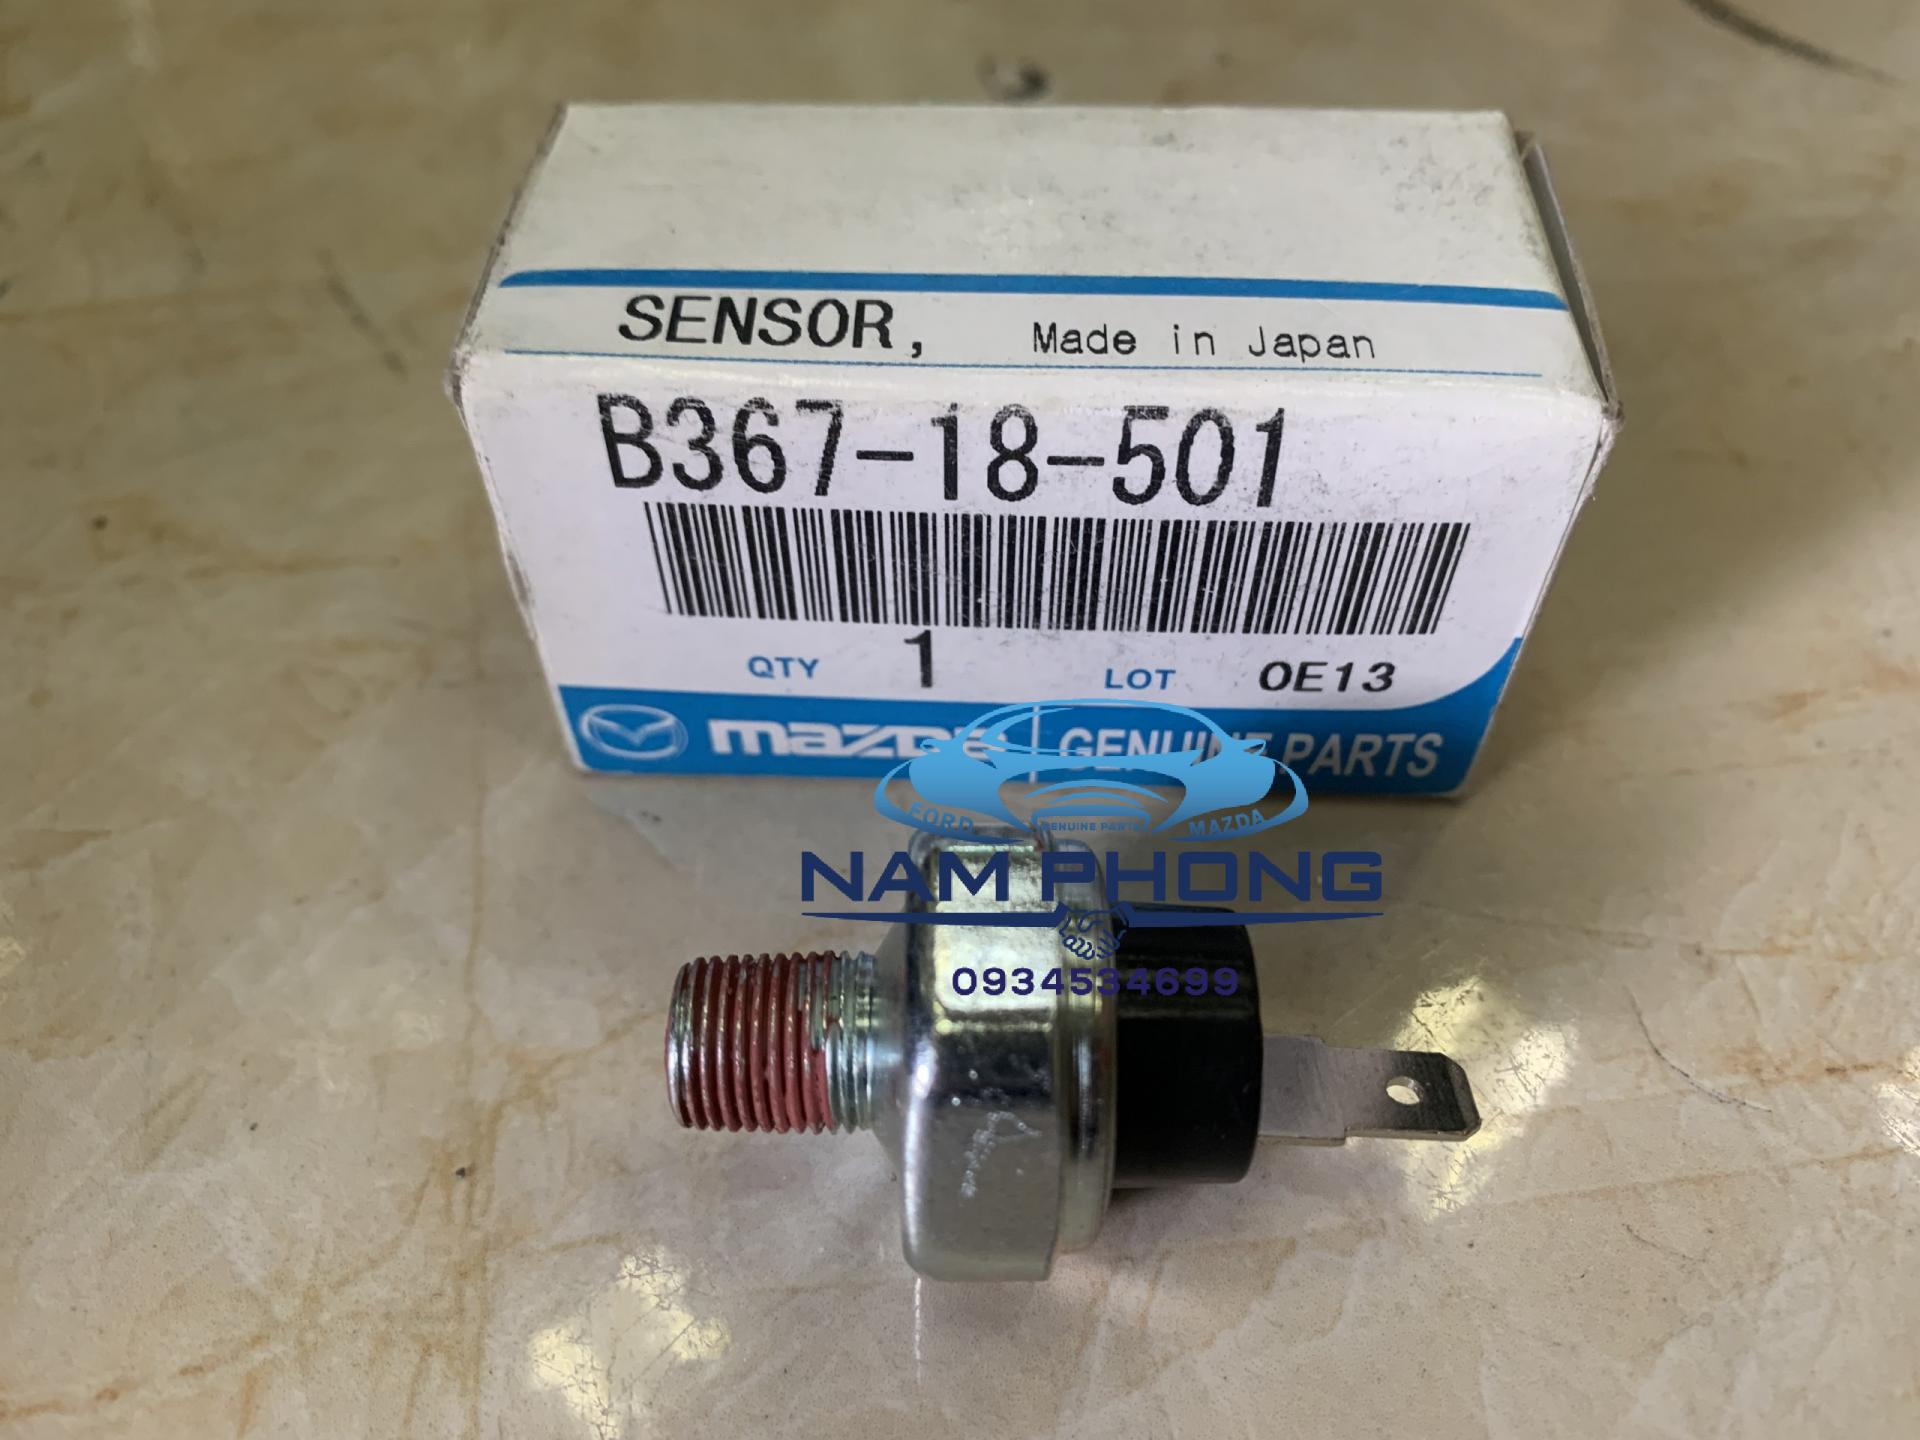 SENSOR, Made in Japan
B367-18-501
QTY 1 LOT 0E13
mazda GENUINE PARTS
FORD GENUINE PARTS MAZDA
NAM PHONG
0934534699